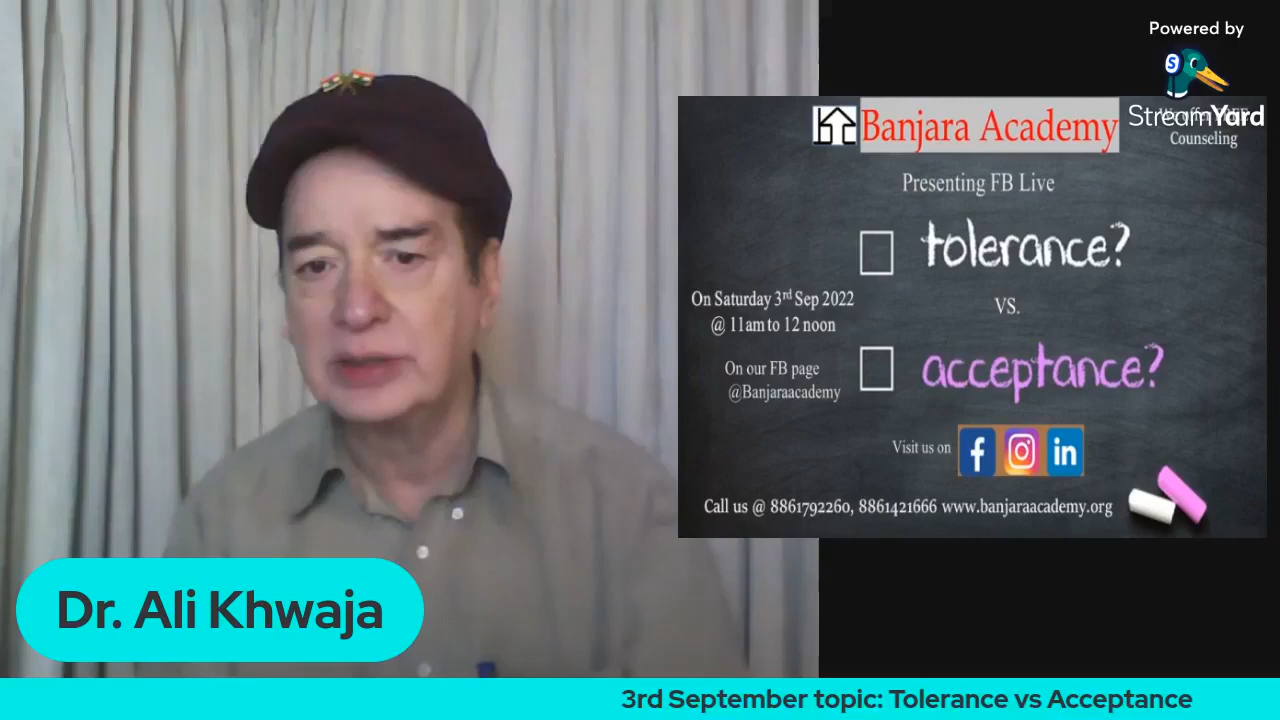 Powered by
StreamYard
Counseling
Banjara Academy
Presenting FB Live
tolerance?
On Saturday 3rd Sep 2022
@ 11am to 12 noon
VS.
On our FB page
@Banjaraacademy
acceptance?
Visit us on
f
in
Call us @ 8861792260, 8861421666 www.banjaraacademy.org
Dr. Ali Khwaja
3rd September topic: Tolerance vs Acceptance